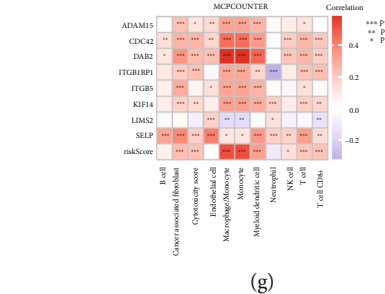 MCPCOUNTER
Correlation
ADAM15
CDC42
DAB2
ITGB1BP1
ITGB5
KIF14
LIMS2
SELP
riskScore
*** P
** P
* P
0.4
0.2
0.0
−0.2
B cell
Cancer associated fibroblast
Cytotoxicity score
Endothelial cell
Macrophage/Monocyte
Monocyte
Myeloid dendritic cell
Neutrophil
NK cell
T cell
T cell CD8+
(g)